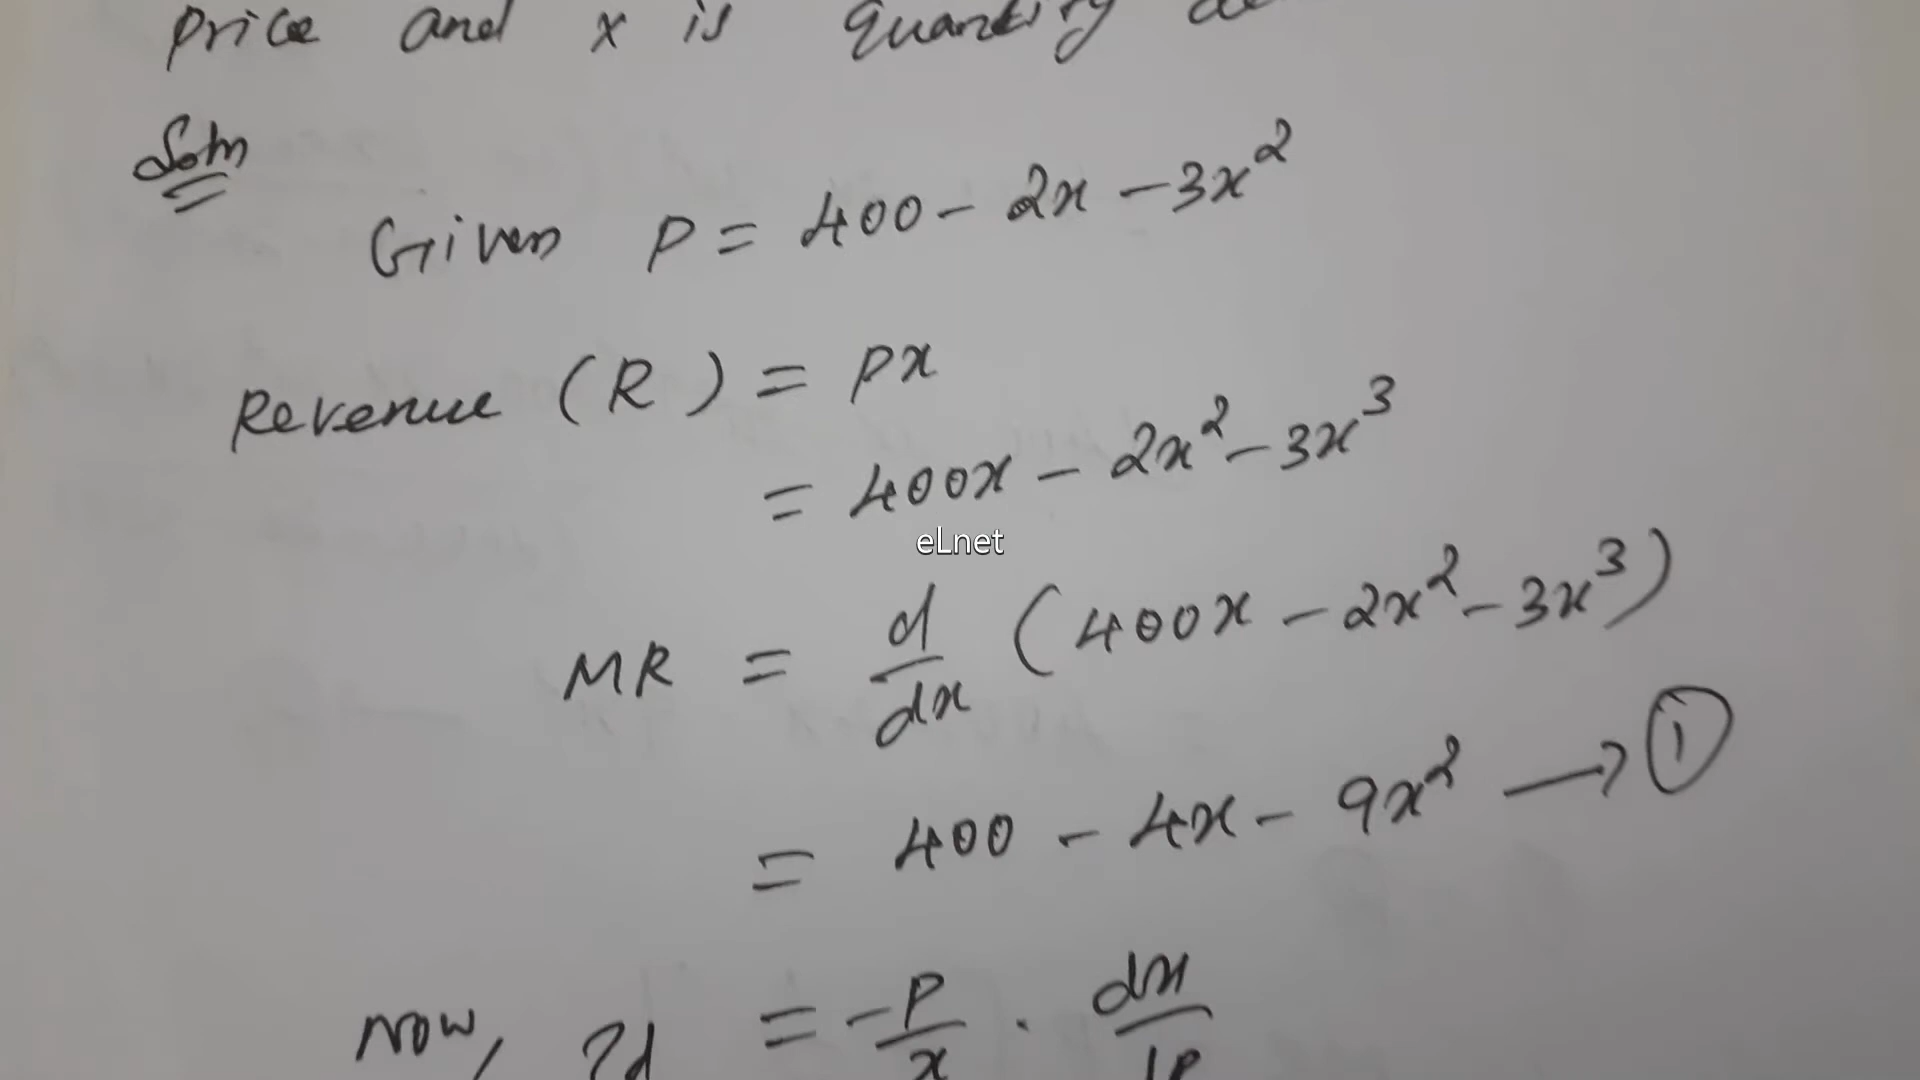 Price and x is quantity
Soln
Given P = 400 - 2x - 3x²
Revenue (R) = px
= 400x - 2x² - 3x³
eLnet
MR = d/dx (400x - 2x² - 3x³)
= 400 - 4x - 9x² → ①
Now, ηd = -P/x . dx/dp